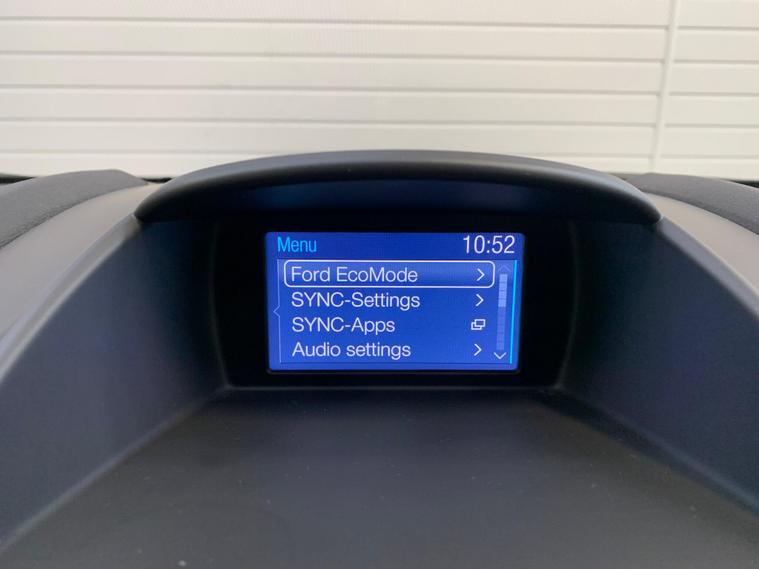 Menu 10:52
Ford EcoMode
SYNC-Settings
SYNC-Apps
Audio settings